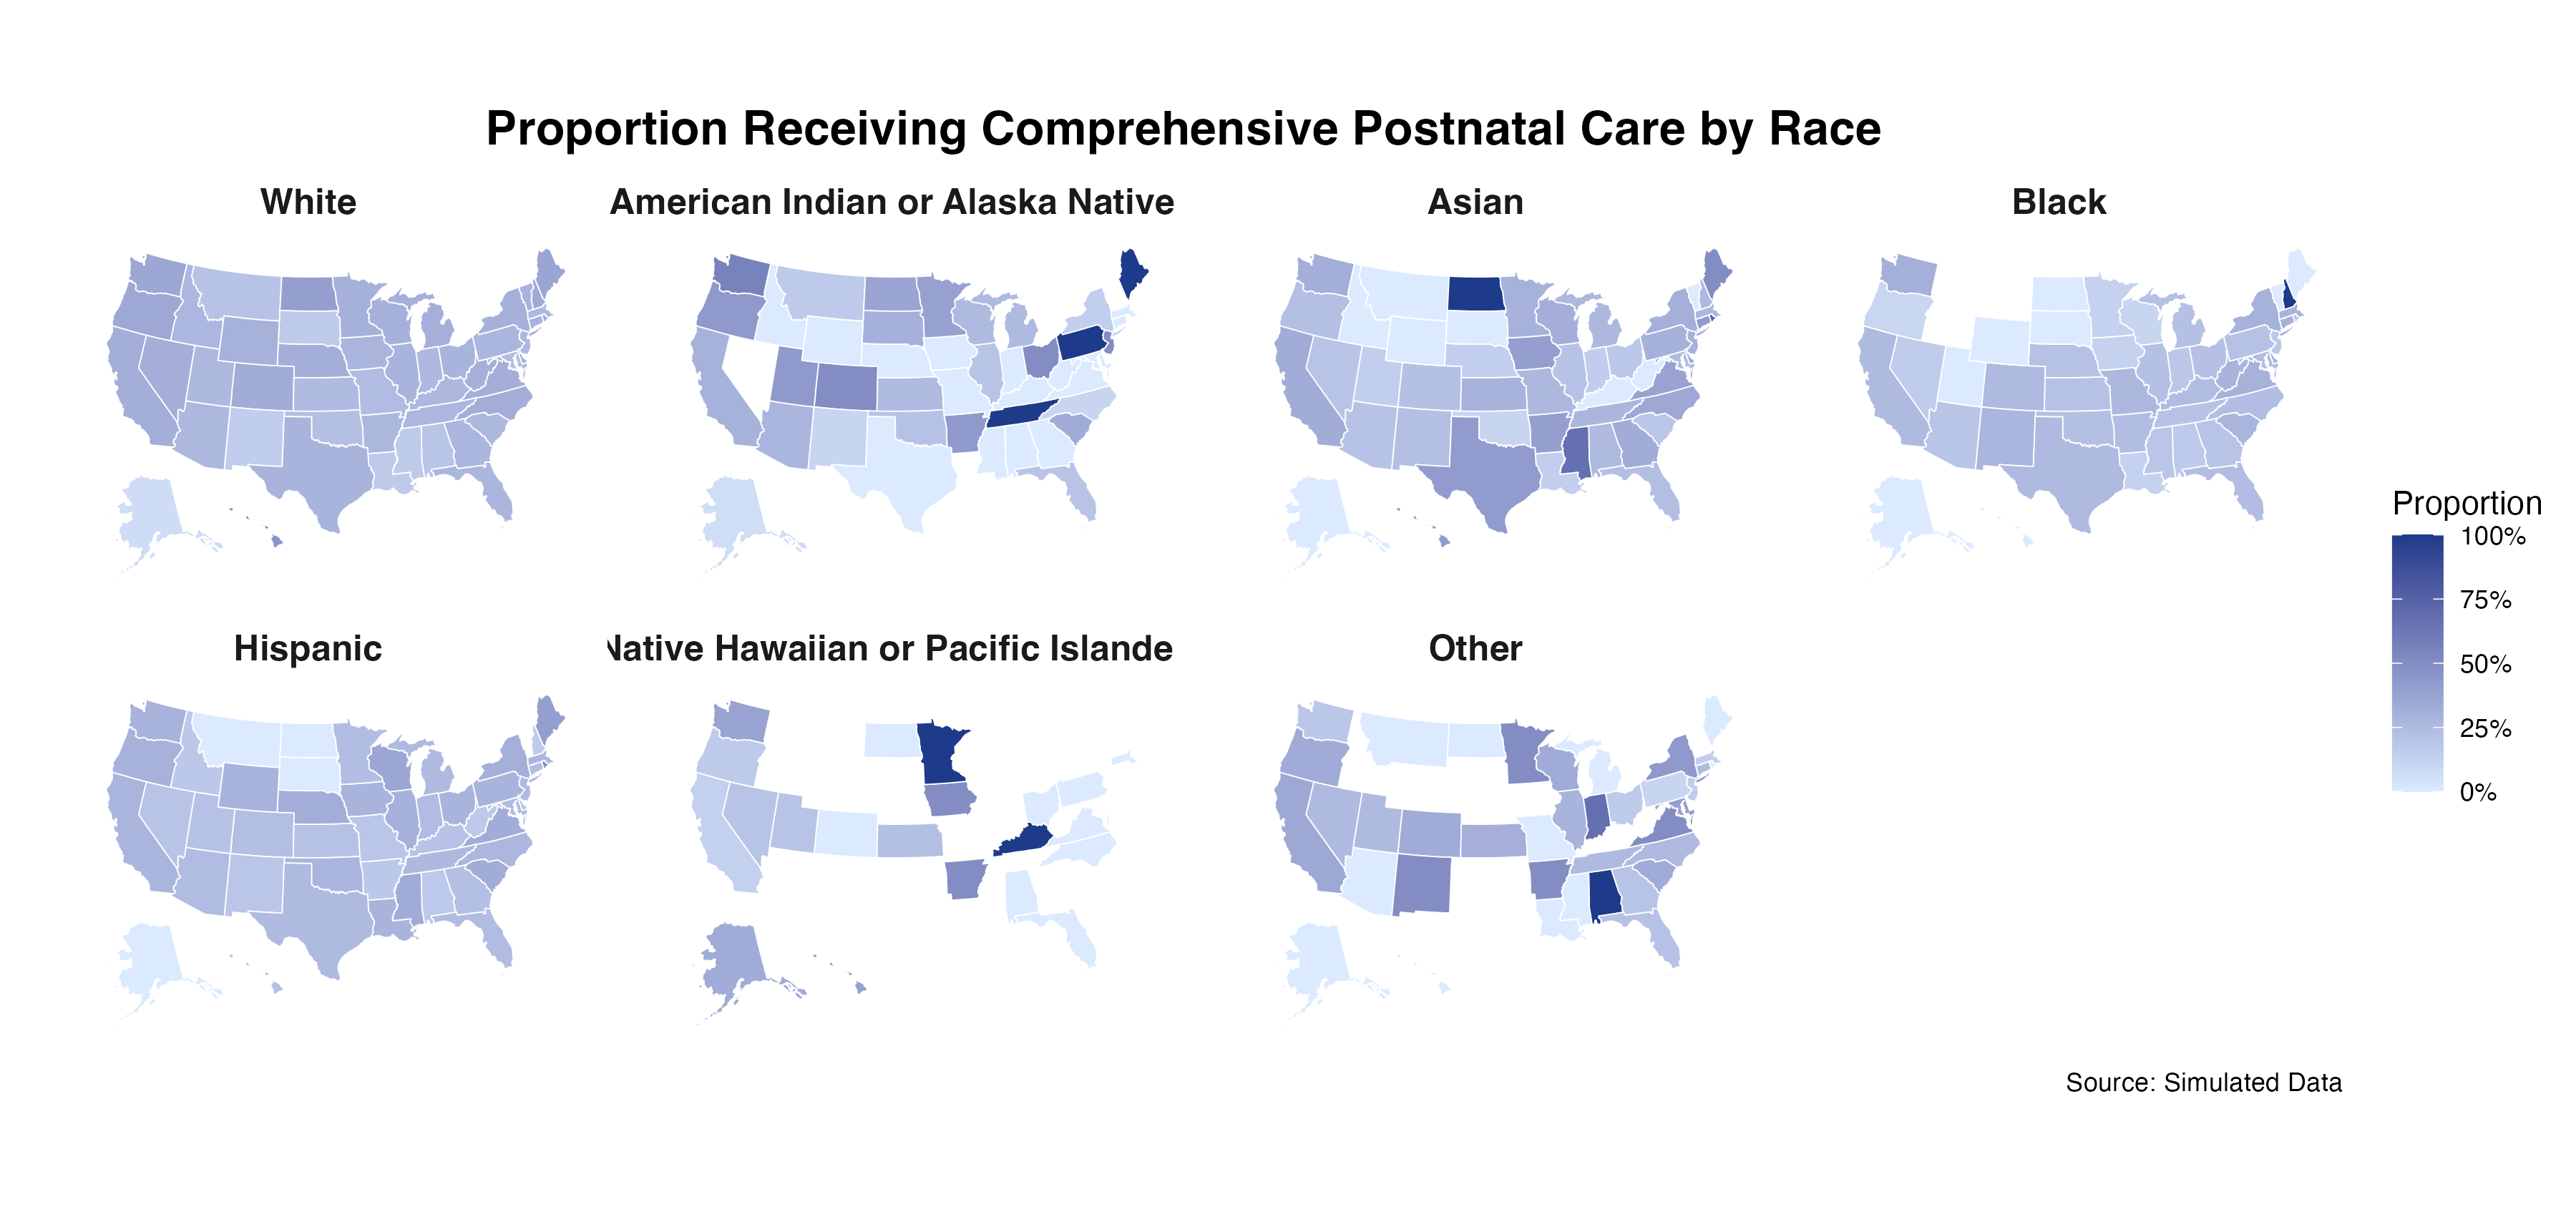 Proportion Receiving Comprehensive Postnatal Care by Race
White
American Indian or Alaska Native
Asian
Black
Proportion
100%
75%
50%
25%
0%
Hispanic
Native Hawaiian or Pacific Islande
Other
Source: Simulated Data